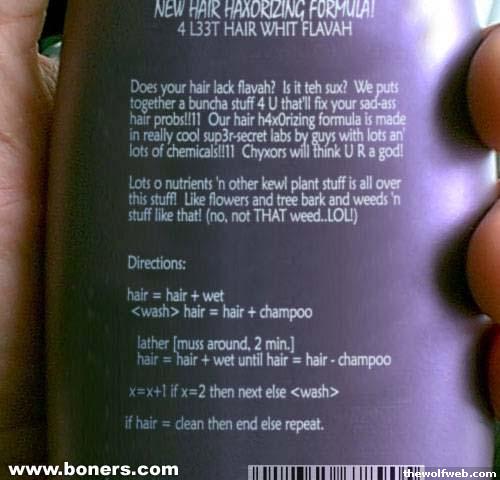 NEW HAIR HAXORIZING FORMULA!
4 L33T HAIR WHIT FLAVAH
Does your hair lack flavah?  Is it teh sux?  We puts
together a buncha stuff 4 U that'll fix your sad-ass
hair probs!!11  Our hair h4x0rizing formula is made
in really cool sup3r-secret labs by guys with lots an'
lots of chemicals!!11  Chyxors will think U R a god!
Lots o nutrients 'n other kewl plant stuff is all over
this stuff!  Like flowers and tree bark and weeds 'n
stuff like that! (no, not THAT weed..LOL!)
Directions:
hair = hair + wet
<wash> hair = hair + champoo
lather [muss around, 2 min.]
hair = hair + wet until hair = hair - champoo
x=x+1 if x=2 then next else <wash>
if hair = clean then end else repeat.
www.boners.com
thewolfweb.com